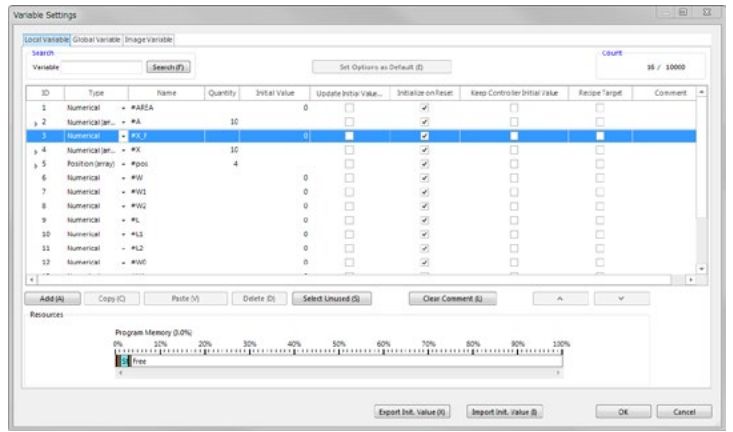 Variable Settings
Local Variable Global Variable Image Variable
Search Count
Variable Search (F) Set Options as Default (E) 36 / 10000
ID Type Name Quantity Initial Value Update Initial Value... Initialize on Reset Keep Controller Initial Value Recipe Target Comment
1 Numerical #AREA 0
2 Numerical (arr... #A 10
3 Numerical 0
4 Numerical (arr... #X 10
5 Position (array) #pos 4
6 Numerical #W 0
7 Numerical #W1 0
8 Numerical #W2 0
9 Numerical #L 0
10 Numerical #L1 0
11 Numerical #L2 0
12 Numerical #W0 0
Add (A) Copy (C) Paste (V) Delete (D) Select Unused (S) Clear Comment (L)
Resources
Program Memory (3.0%)
0% 10% 20% 30% 40% 50% 60% 70% 80% 90% 100%
Free
Export Init. Value (X) Import Init. Value (I) OK Cancel